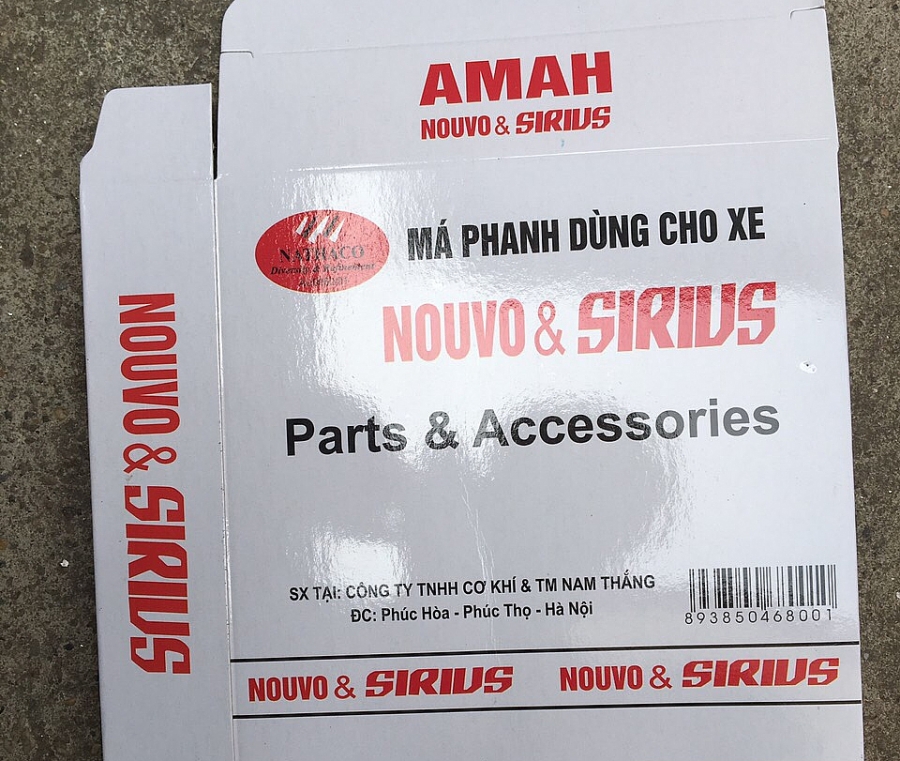 AMAH
NOUVO & SIRIUS
NATHACO
MÁ PHANH DÙNG CHO XE
NOUVO & SIRIUS
Parts & Accessories
SX TẠI: CÔNG TY TNHH CƠ KHÍ & TM NAM THẮNG
ĐC: Phúc Hòa - Phúc Thọ - Hà Nội
893850468001
NOUVO & SIRIUS NOUVO & SIRIUS
NOUVO & SIRIUS